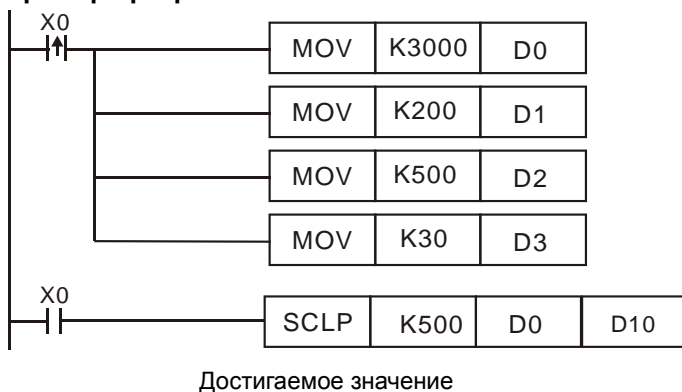 X0
MOV K3000 D0
MOV K200 D1
MOV K500 D2
MOV K30 D3
X0
SCLP K500 D0 D10
Достигаемое значение